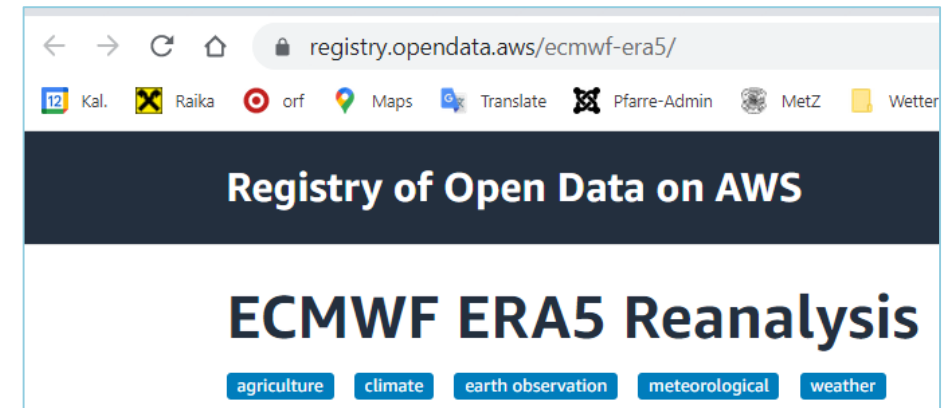 registry.opendata.aws/ecmwf-era5/
12 Kal. Raika orf Maps Translate Pfarre-Admin MetZ Wetter
Registry of Open Data on AWS
ECMWF ERA5 Reanalysis
agriculture climate earth observation meteorological weather